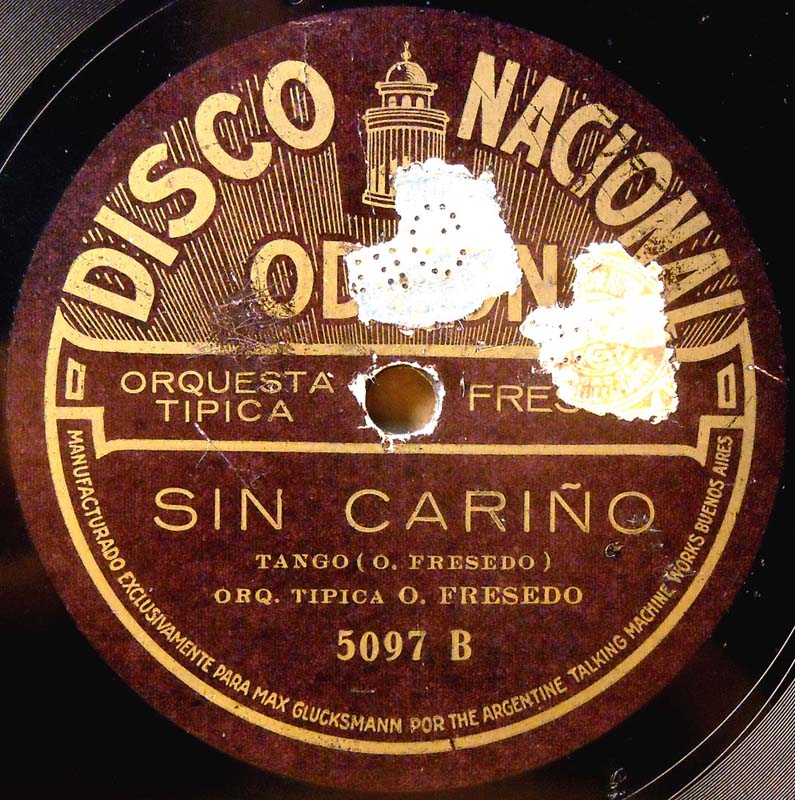 DISCO NACIONAL
ORQUESTA TIPICA
SIN CARIÑO
TANGO ( O. FRESEDO )
ORQ. TIPICA O. FRESEDO
5097 B
MANUFACTURADO EXCLUSIVAMENTE PARA MAX GLUCKSMANN POR THE ARGENTINE TALKING MACHINE WORKS BUENOS AIRES